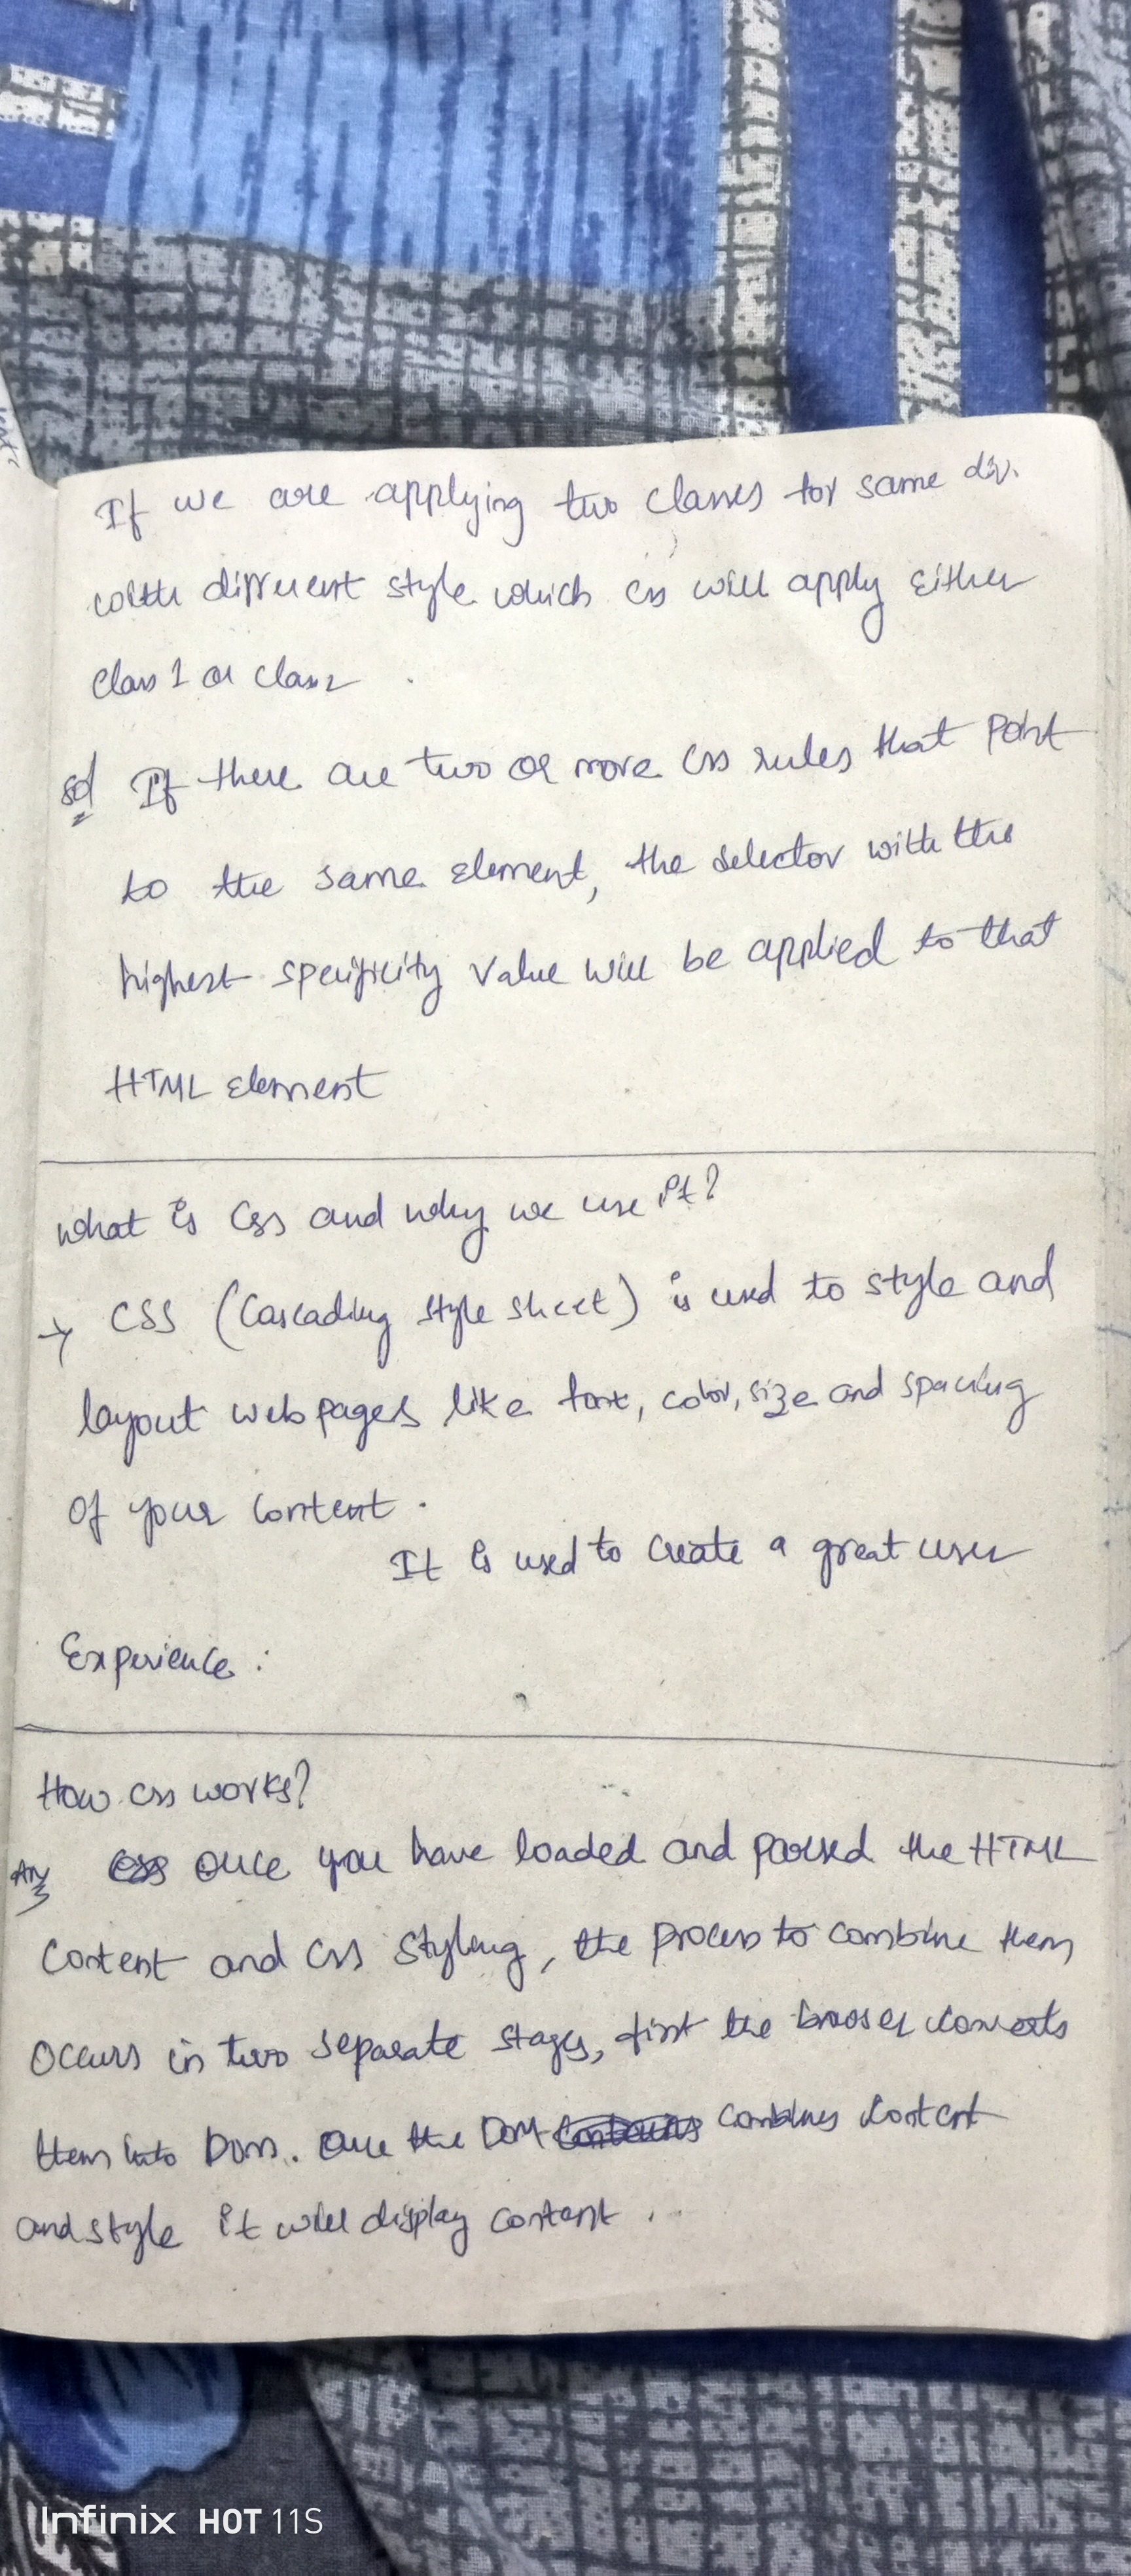 If we are applying two classes for same div.
with different style which css will apply either
class 1 or class2
sol If there are two or more css rules that point
to the same element, the selector with the
highest specificity value will be applied to that
HTML element
what is Css and why we use it?
→ CSS (Cascading style sheet) is used to style and
layout web pages like font, color, size and spacing
of your content.
It is used to create a great user
Experience.
How css works?
Ans once you have loaded and parsed the HTML
Content and CSS Styling, the process to combine them
occurs in two separate stages, first the browser converts
them into Dom. once the Dom combines content
and style it will display content.
Infinix HOT 11S